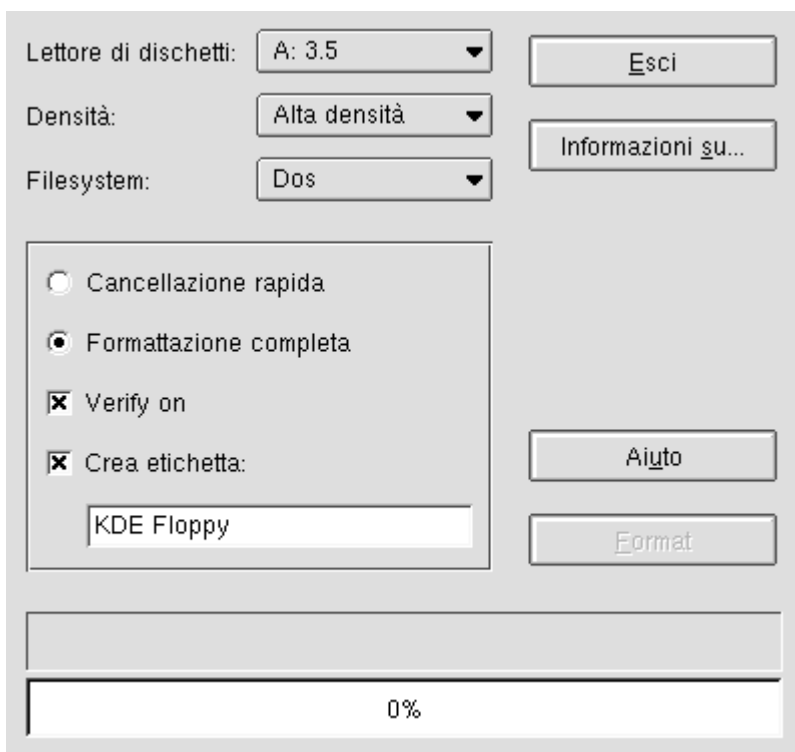 Lettore di dischetti: A: 3.5 Esci
Densità: Alta densità
Informazioni su...
Filesystem: Dos
Cancellazione rapida
Formattazione completa
Verify on
Crea etichetta: Aiuto
KDE Floppy
Format
0%